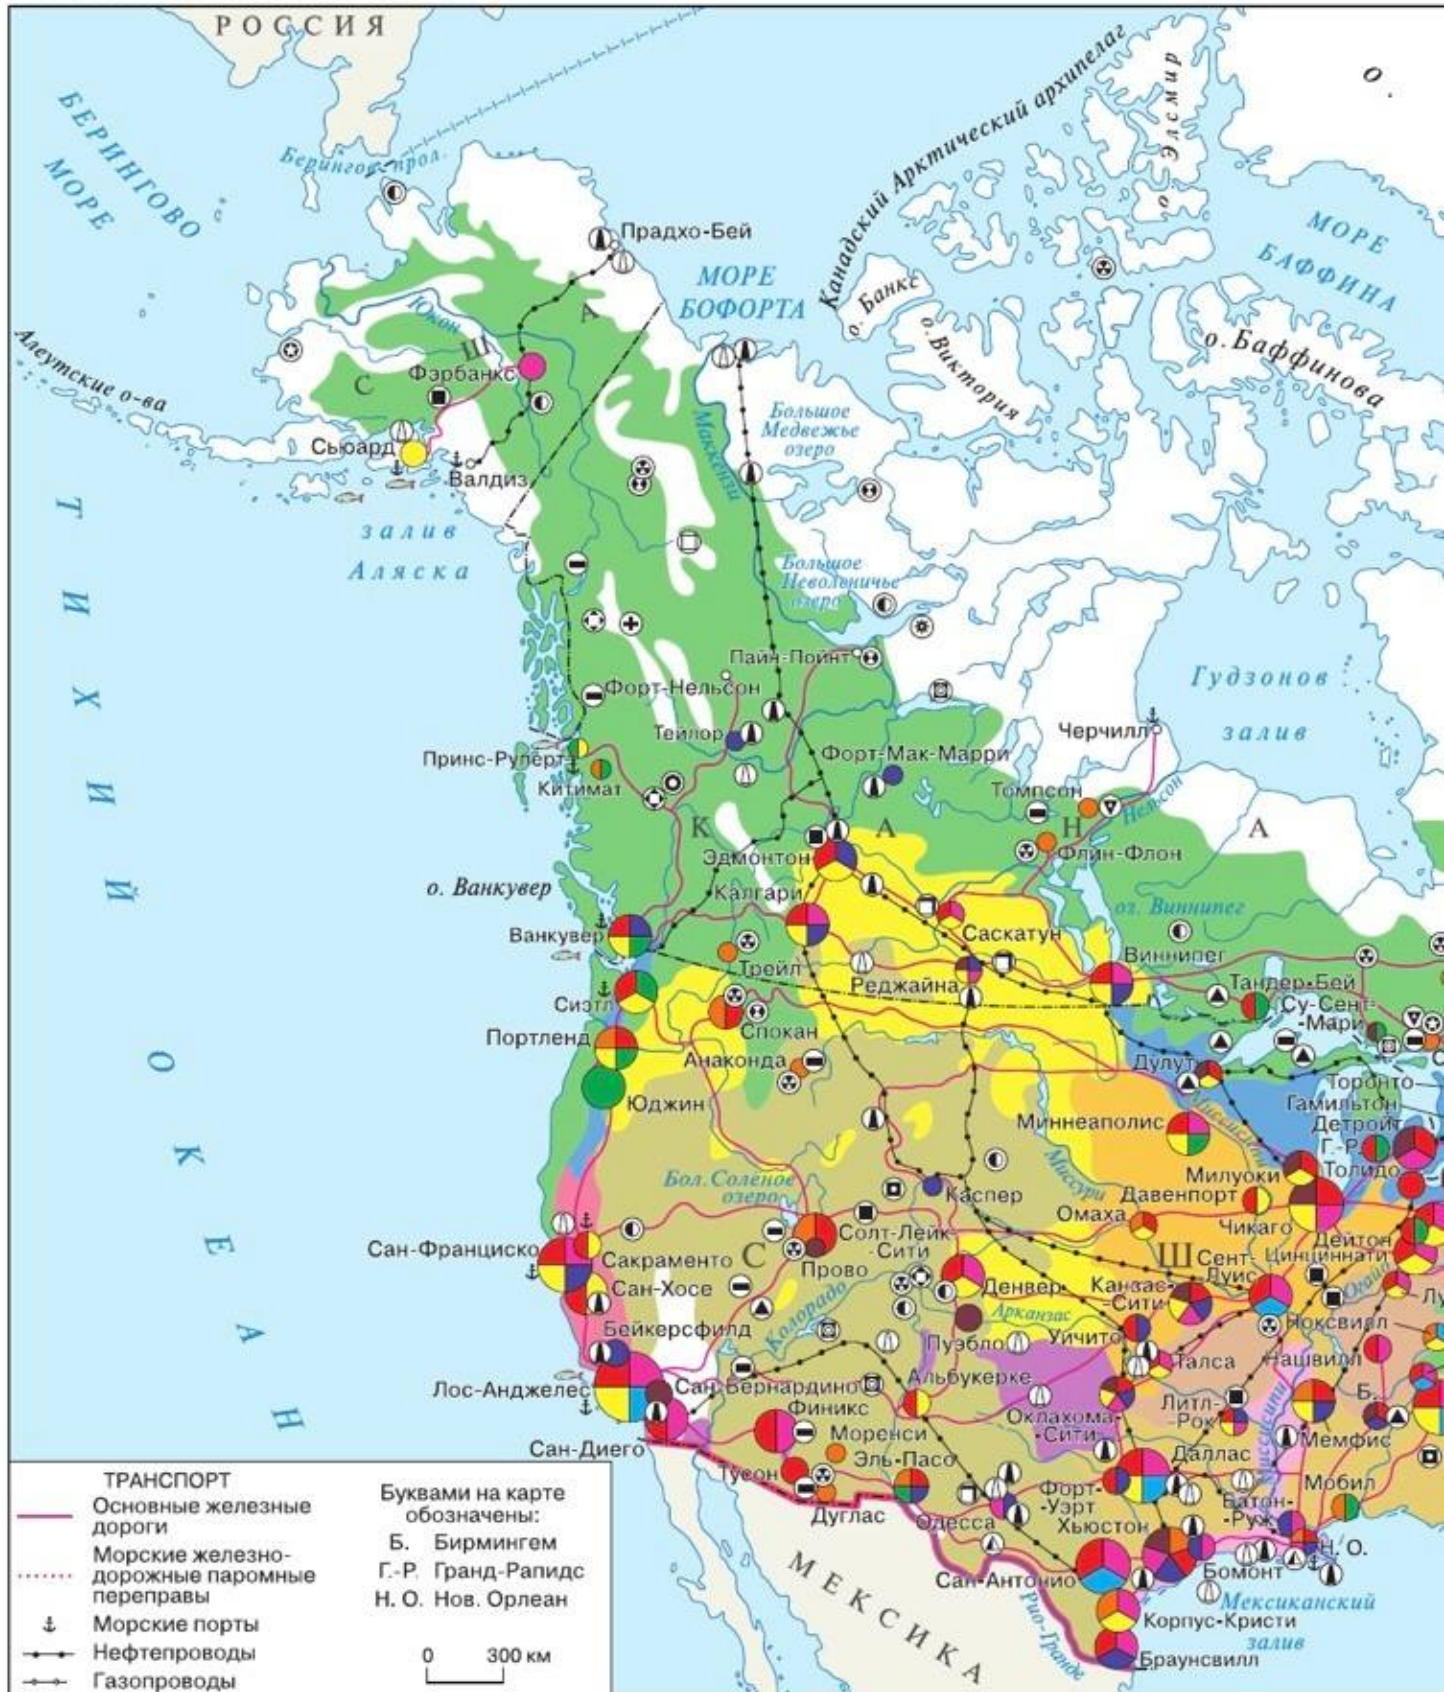 РОССИЯ
БЕРИНГОВО
МОРЕ
Берингов прол.
Канадский Арктический архипелаг
о. Элсмир
О.
Прадхо-Бей
МОРЕ
БОФОРТА
о. Банкс
о. Виктория
МОРЕ
БАФФИНА
о. Баффинова
Алеутские о-ва
Юкон
С
Ш
А
Фэрбанкс
Сьюард
Валдиз
Маккензи
Большое
Медвежье
озеро
залив
Аляска
Большое
Невольничье
озеро
ТИХИЙ ОКЕАН
Пайн-Пойнт
Форт-Нельсон
Тейлор
Форт-Мак-Марри
Гудзонов
залив
Черчилл
Принс-Руперт
Китимат
Томпсон
Нельсон
К
А
Н
А
Флин-Флон
Эдмонтон
Калгари
о. Ванкувер
Ванкувер
Трейл
Саскатун
оз. Виннипег
Виннипег
Реджайна
Тандер-Бей
Су-Сент-
-Мари
Сиэтл
Спокан
Портленд
Анаконда
Дулут
Торонто
Гамильтон
Детройт
Г.-Р.
Толидо
Юджин
Миннеаполис
Миссисипи
Миссури
Милуоки
Давенпорт
Бол. Солёное
озеро
Каспер
Омаха
Чикаго
Дейтон
Цинциннати
Сан-Франциско
Сакраменто
Солт-Лейк-
-Сити
С
Прово
Ш
Сент-
Луис
Сан-Хосе
Денвер
Канзас-
-Сити
Огайо
Лу
Бейкерсфилд
Колорадо
Арканзас
Пуэбло
Уйчито
Ноксвилл
Талса
Нашвилл
Лос-Анджелес
Сан-Бернардино
Альбукерке
Финикс
Оклахома-
-Сити
Литл-
-Рок
Б.
Миссисипи
Мемфис
Сан-Диего
Моренси
Эль-Пасо
Даллас
Тусон
Дуглас
Одесса
Форт-
-Уэрт
Хьюстон
Батон-
-Руж
Мобил
Н. О.
Бомонт
Сан-Антонио
МЕКСИКА
Рио-Гранде
Корпус-Кристи
Браунсвилл
Мексиканский
залив
ТРАНСПОРТ
Основные железные
дороги
Морские железно-
дорожные паромные
переправы
Морские порты
Нефтепроводы
Газопроводы
Буквами на карте
обозначены:
Б. Бирмингем
Г.-Р. Гранд-Рапидс
Н. О. Нов. Орлеан
0 300 км